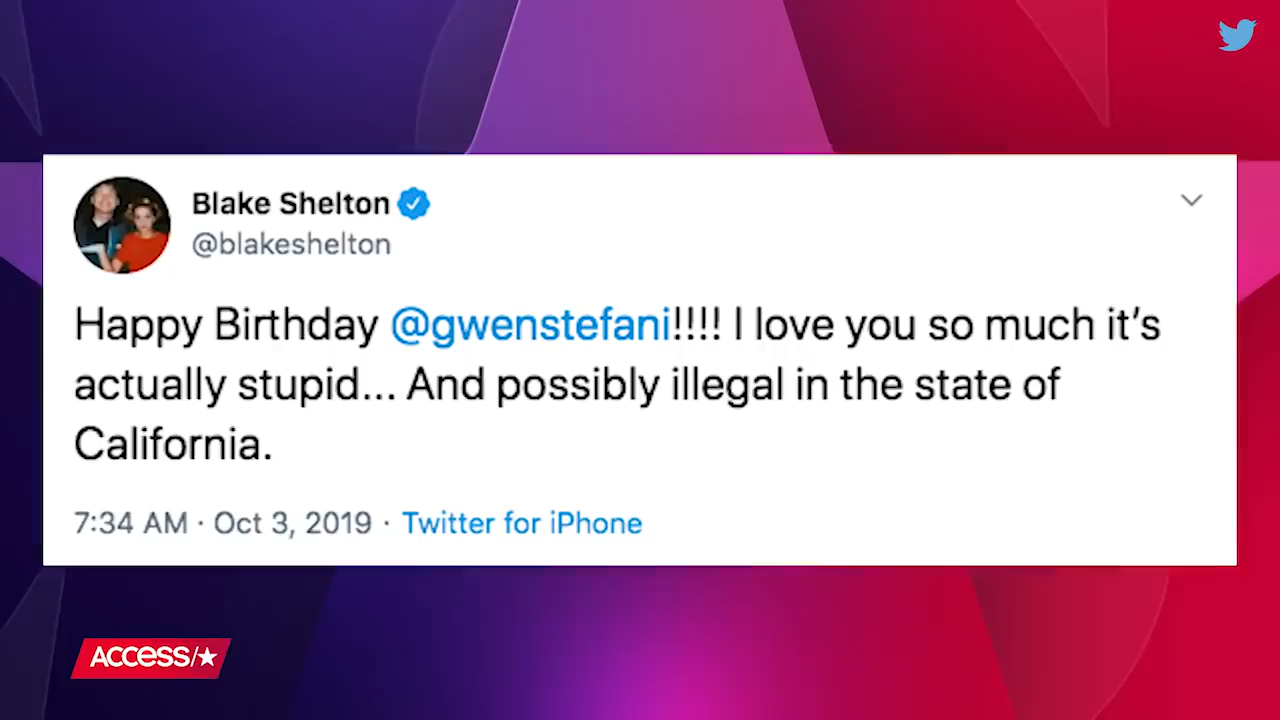 Blake Shelton
@blakeshelton
Happy Birthday @gwenstefani!!!! I love you so much it's
actually stupid... And possibly illegal in the state of
California.
7:34 AM · Oct 3, 2019 · Twitter for iPhone
ACCESS/